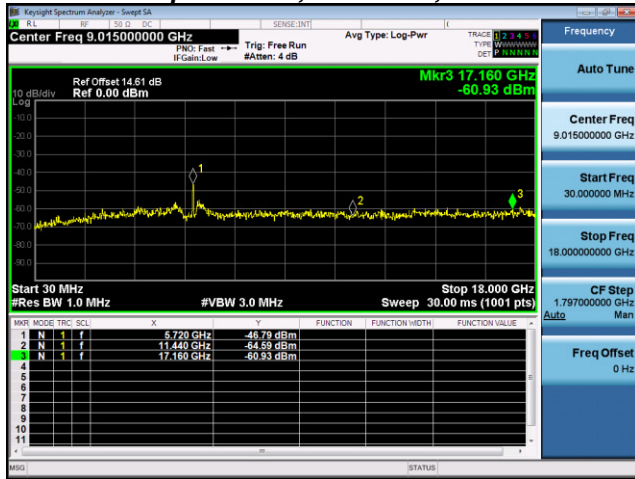 Keysight Spectrum Analyzer - Swept SA
RL RF 50 Ω DC SENSE:INT
Center Freq 9.015000000 GHz
PNO: Fast
IFGain:Low
Trig: Free Run
#Atten: 4 dB
Avg Type: Log-Pwr
TRACE 1 2 3 4 5 6
TYPE WWWWWW
DET P NNNNN
Ref Offset 14.61 dB
10 dB/div Ref 0.00 dBm
Log
Mkr3 17.160 GHz
-60.93 dBm
-10.0
-20.0
-30.0
-40.0
-50.0
-60.0
-70.0
-80.0
-90.0
1
2
3
Start 30 MHz
Stop 18.000 GHz
#Res BW 1.0 MHz #VBW 3.0 MHz Sweep 30.00 ms (1001 pts)
MKR MODE TRC SCL X Y FUNCTION FUNCTION WIDTH FUNCTION VALUE
1 N 1 f 5.720 GHz -46.79 dBm
2 N 1 f 11.440 GHz -64.59 dBm
3 N 1 f 17.160 GHz -60.93 dBm
4
5
6
7
8
9
10
11
MSG STATUS
Frequency
Auto Tune
Center Freq
9.015000000 GHz
Start Freq
30.000000 MHz
Stop Freq
18.000000000 GHz
CF Step
1.797000000 GHz
Auto Man
Freq Offset
0 Hz